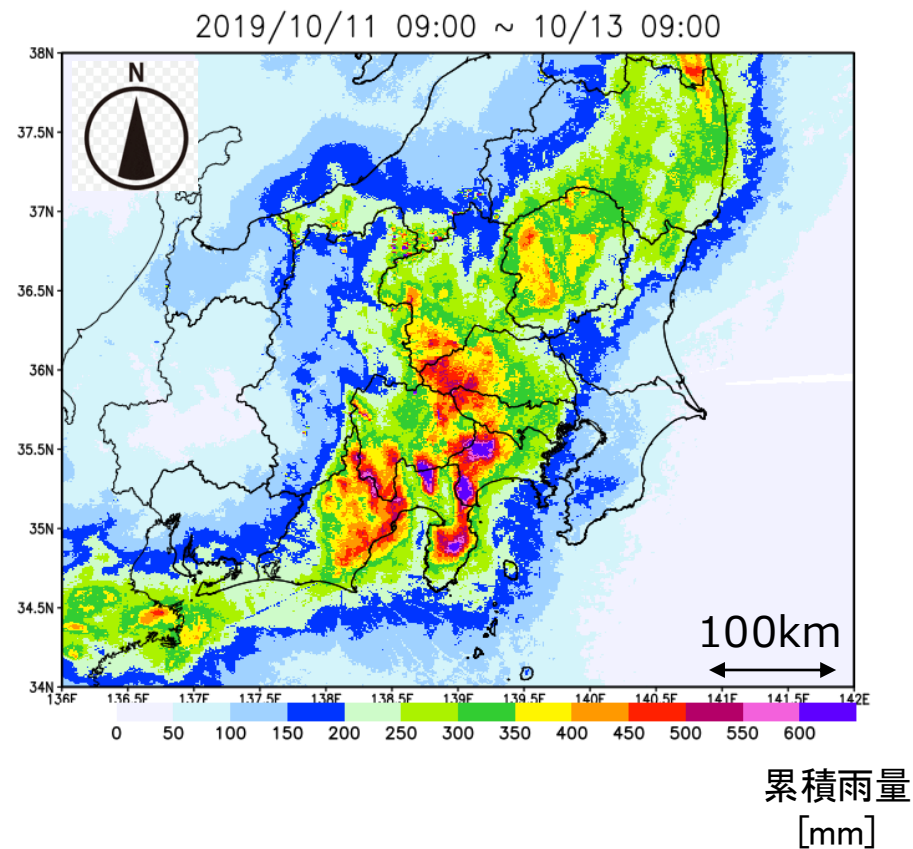 2019/10/11 09:00 ~ 10/13 09:00
N
38N
37.5N
37N
36.5N
36N
35.5N
35N
34.5N
34N
100km
136E 136.5E 137E 137.5E 138E 138.5E 139E 139.5E 140E 140.5E 141E 141.5E 142E
0 50 100 150 200 250 300 350 400 450 500 550 600
累積雨量
[mm]